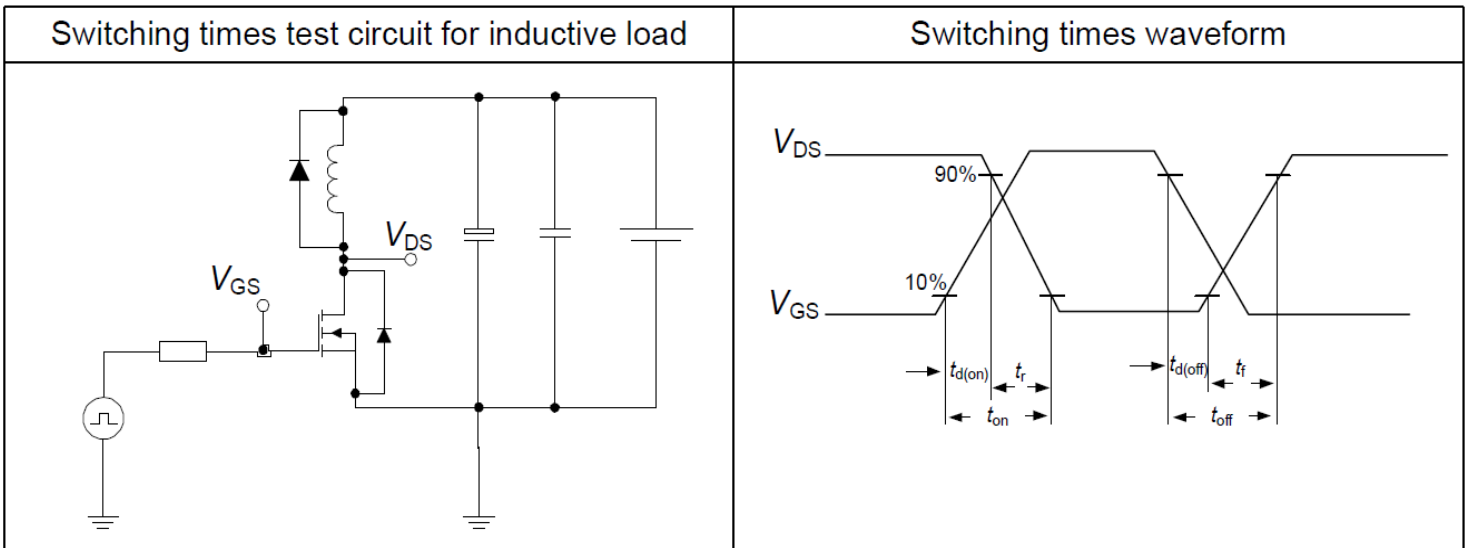 Switching times test circuit for inductive load
Switching times waveform
VDS
VGS
VDS
90%
10%
VGS
td(on) tr
td(off) tf
ton
toff